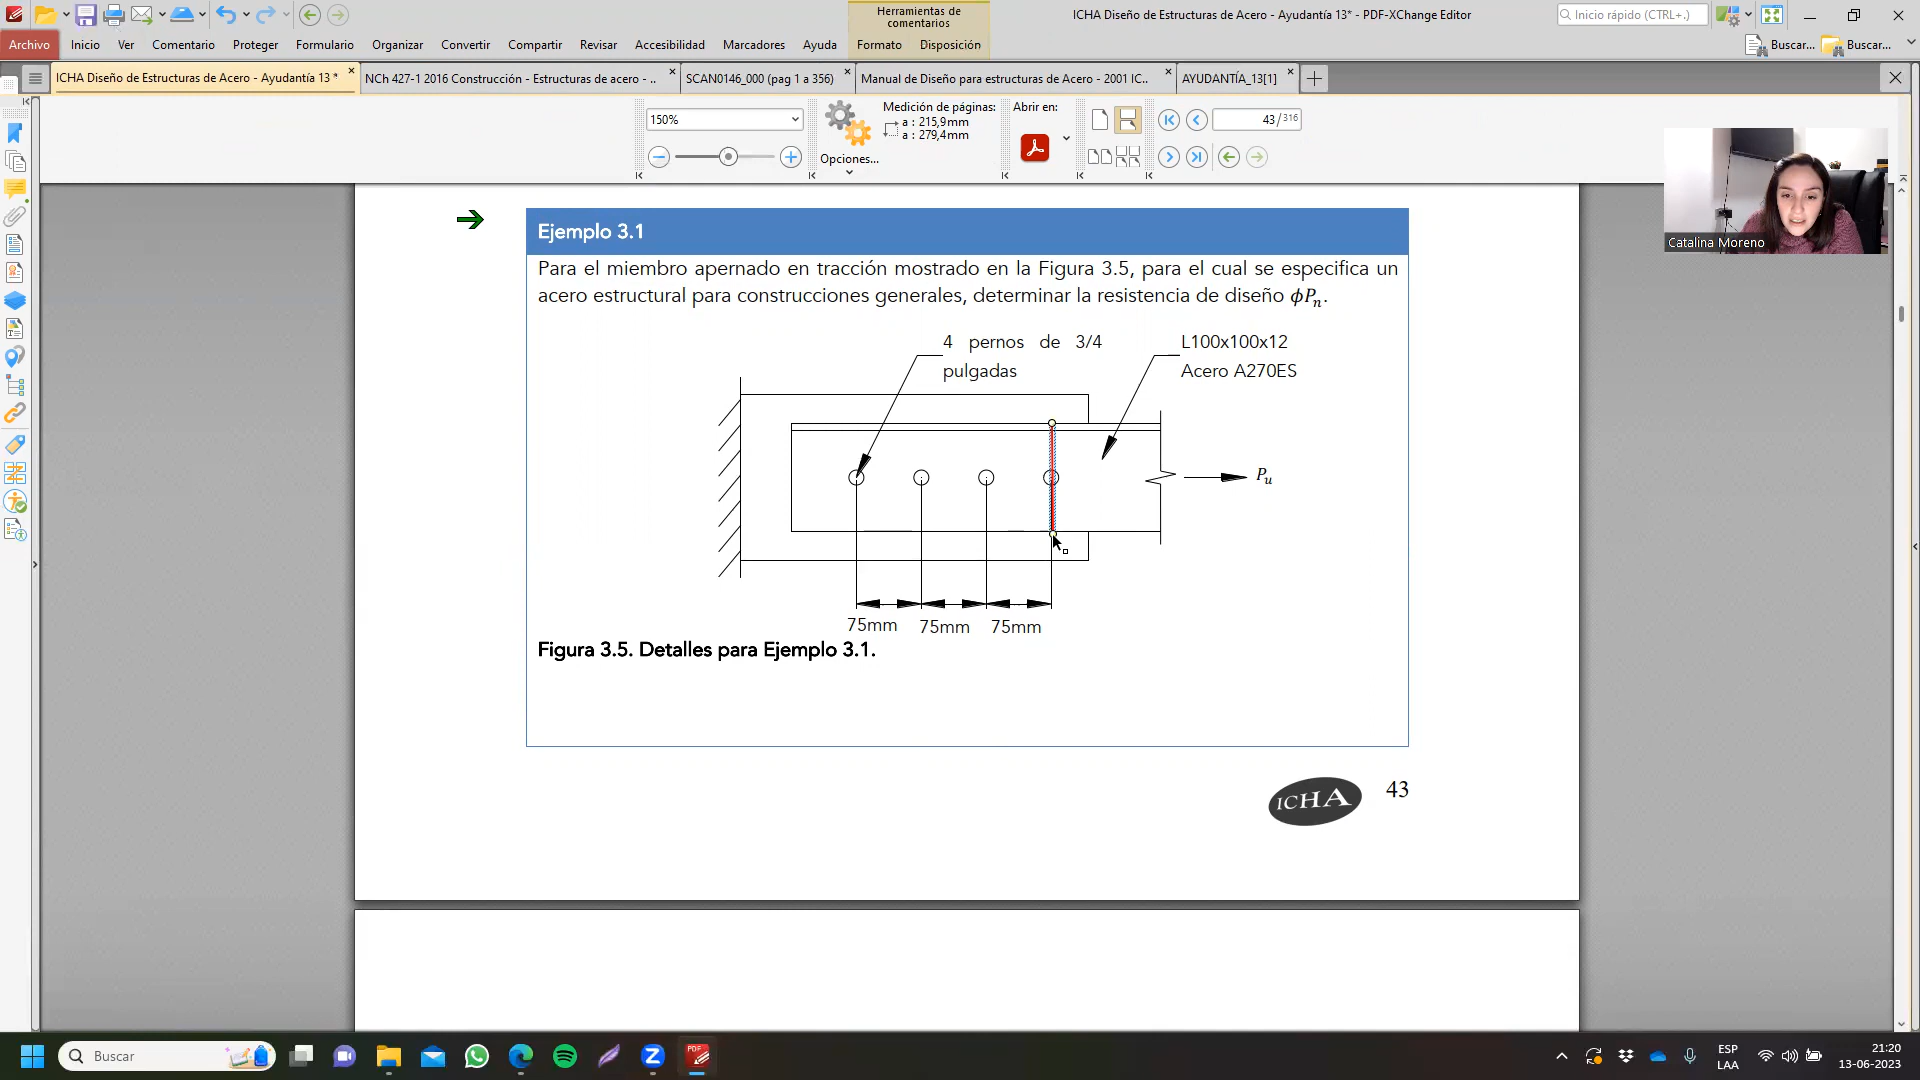 Herramientas de comentarios
ICHA Diseño de Estructuras de Acero - Ayudantía 13* - PDF-XChange Editor
Inicio rápido (CTRL+.)
Archivo Inicio Ver Comentario Proteger Formulario Organizar Convertir Compartir Revisar Accesibilidad Marcadores Ayuda Formato Disposición Buscar... Buscar...
ICHA Diseño de Estructuras de Acero - Ayudantía 13 * NCh 427-1 2016 Construcción - Estructuras de acero - .. SCAN0146_000 (pag 1 a 356) Manual de Diseño para estructuras de Acero - 2001 IC.. AYUDANTÍA_13[1]
150%
Opciones...
Medición de páginas:
a : 215,9mm
a : 279,4mm
Abrir en:
43/316
Catalina Moreno
Ejemplo 3.1
Para el miembro apernado en tracción mostrado en la Figura 3.5, para el cual se especifica un
acero estructural para construcciones generales, determinar la resistencia de diseño ϕPₙ.
4 pernos de 3/4
pulgadas
L100x100x12
Acero A270ES
Pᵤ
75mm 75mm 75mm
Figura 3.5. Detalles para Ejemplo 3.1.
ICHA 43
Buscar
PDF
ESP
LAA
21:20
13-06-2023